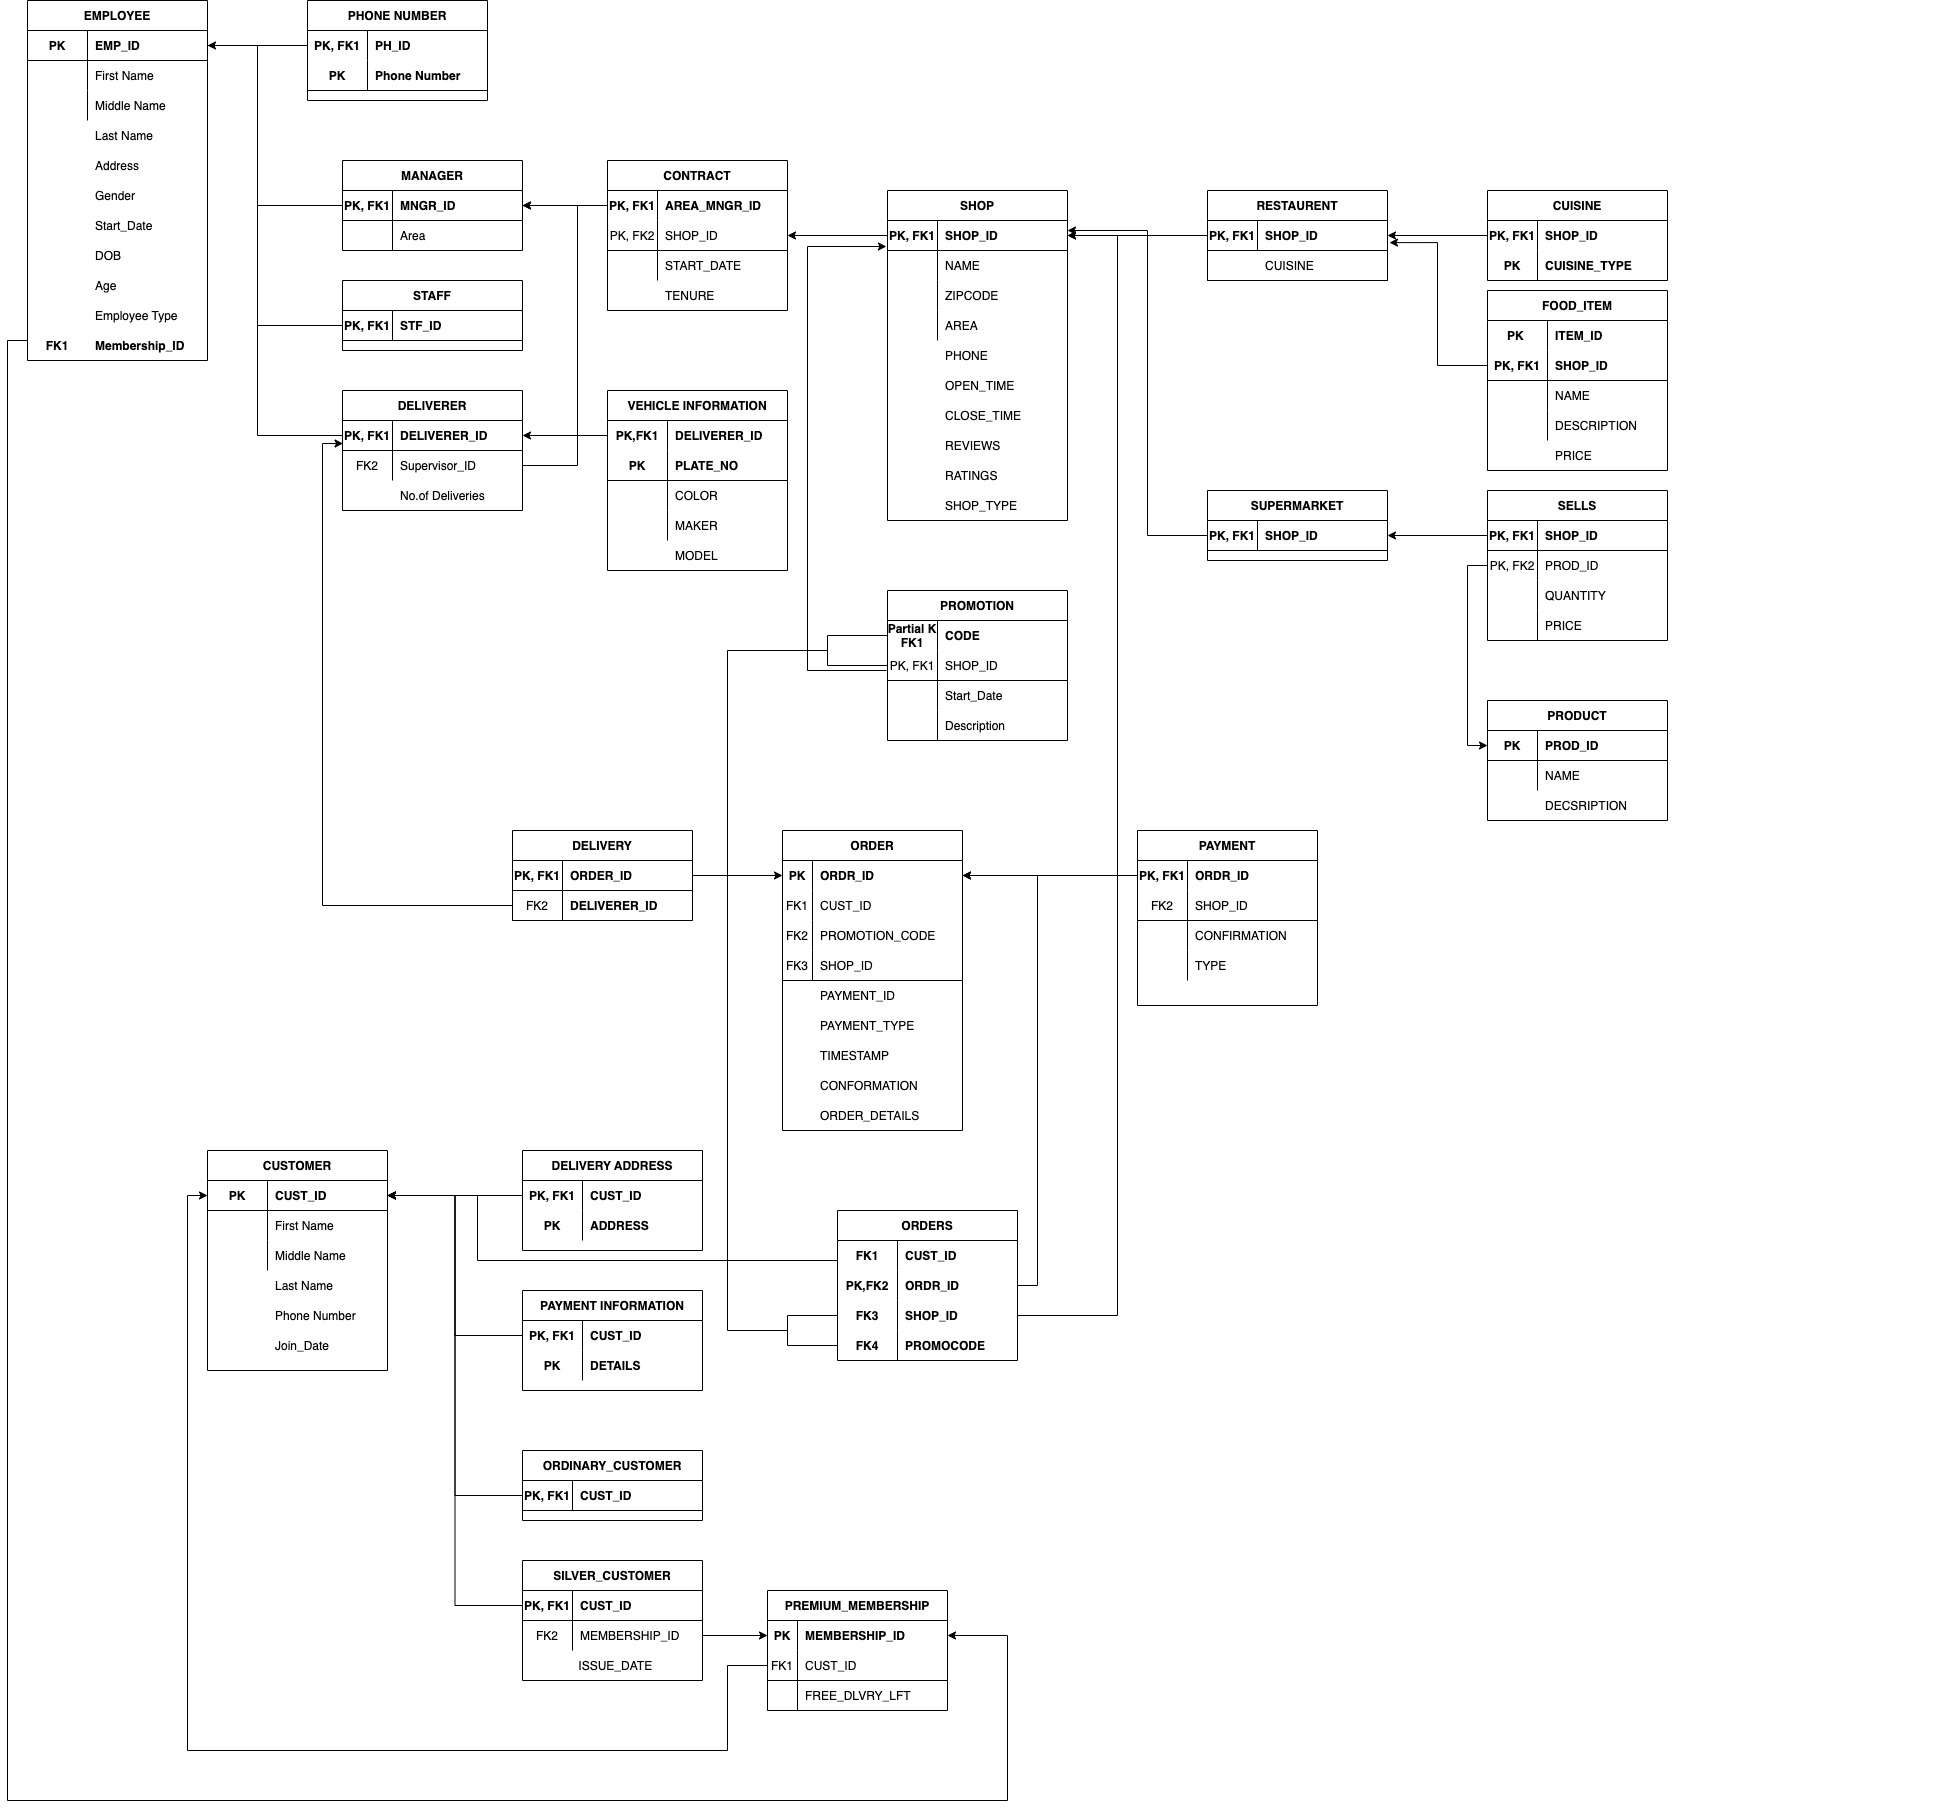 EMPLOYEE
PK EMP_ID
First Name
Middle Name
Last Name
Address
Gender
Start_Date
DOB
Age
Employee Type
FK1 Membership_ID
PHONE NUMBER
PK, FK1 PH_ID
PK Phone Number
MANAGER
PK, FK1 MNGR_ID
Area
STAFF
PK, FK1 STF_ID
DELIVERER
PK, FK1 DELIVERER_ID
FK2 Supervisor_ID
No.of Deliveries
CONTRACT
PK, FK1 AREA_MNGR_ID
PK, FK2 SHOP_ID
START_DATE
TENURE
VEHICLE INFORMATION
PK,FK1 DELIVERER_ID
PK PLATE_NO
COLOR
MAKER
MODEL
SHOP
PK, FK1 SHOP_ID
NAME
ZIPCODE
AREA
PHONE
OPEN_TIME
CLOSE_TIME
REVIEWS
RATINGS
SHOP_TYPE
RESTAURENT
PK, FK1 SHOP_ID
CUISINE
CUISINE
PK, FK1 SHOP_ID
PK CUISINE_TYPE
FOOD_ITEM
PK ITEM_ID
PK, FK1 SHOP_ID
NAME
DESCRIPTION
PRICE
SUPERMARKET
PK, FK1 SHOP_ID
SELLS
PK, FK1 SHOP_ID
PK, FK2 PROD_ID
QUANTITY
PRICE
PROMOTION
Partial K
FK1 CODE
PK, FK1 SHOP_ID
Start_Date
Description
PRODUCT
PK PROD_ID
NAME
DECSRIPTION
DELIVERY
PK, FK1 ORDER_ID
FK2 DELIVERER_ID
ORDER
PK ORDR_ID
FK1 CUST_ID
FK2 PROMOTION_CODE
FK3 SHOP_ID
PAYMENT_ID
PAYMENT_TYPE
TIMESTAMP
CONFORMATION
ORDER_DETAILS
PAYMENT
PK, FK1 ORDR_ID
FK2 SHOP_ID
CONFIRMATION
TYPE
CUSTOMER
PK CUST_ID
First Name
Middle Name
Last Name
Phone Number
Join_Date
DELIVERY ADDRESS
PK, FK1 CUST_ID
PK ADDRESS
PAYMENT INFORMATION
PK, FK1 CUST_ID
PK DETAILS
ORDERS
FK1 CUST_ID
PK,FK2 ORDR_ID
FK3 SHOP_ID
FK4 PROMOCODE
ORDINARY_CUSTOMER
PK, FK1 CUST_ID
SILVER_CUSTOMER
PK, FK1 CUST_ID
FK2 MEMBERSHIP_ID
ISSUE_DATE
PREMIUM_MEMBERSHIP
PK MEMBERSHIP_ID
FK1 CUST_ID
FREE_DLVRY_LFT